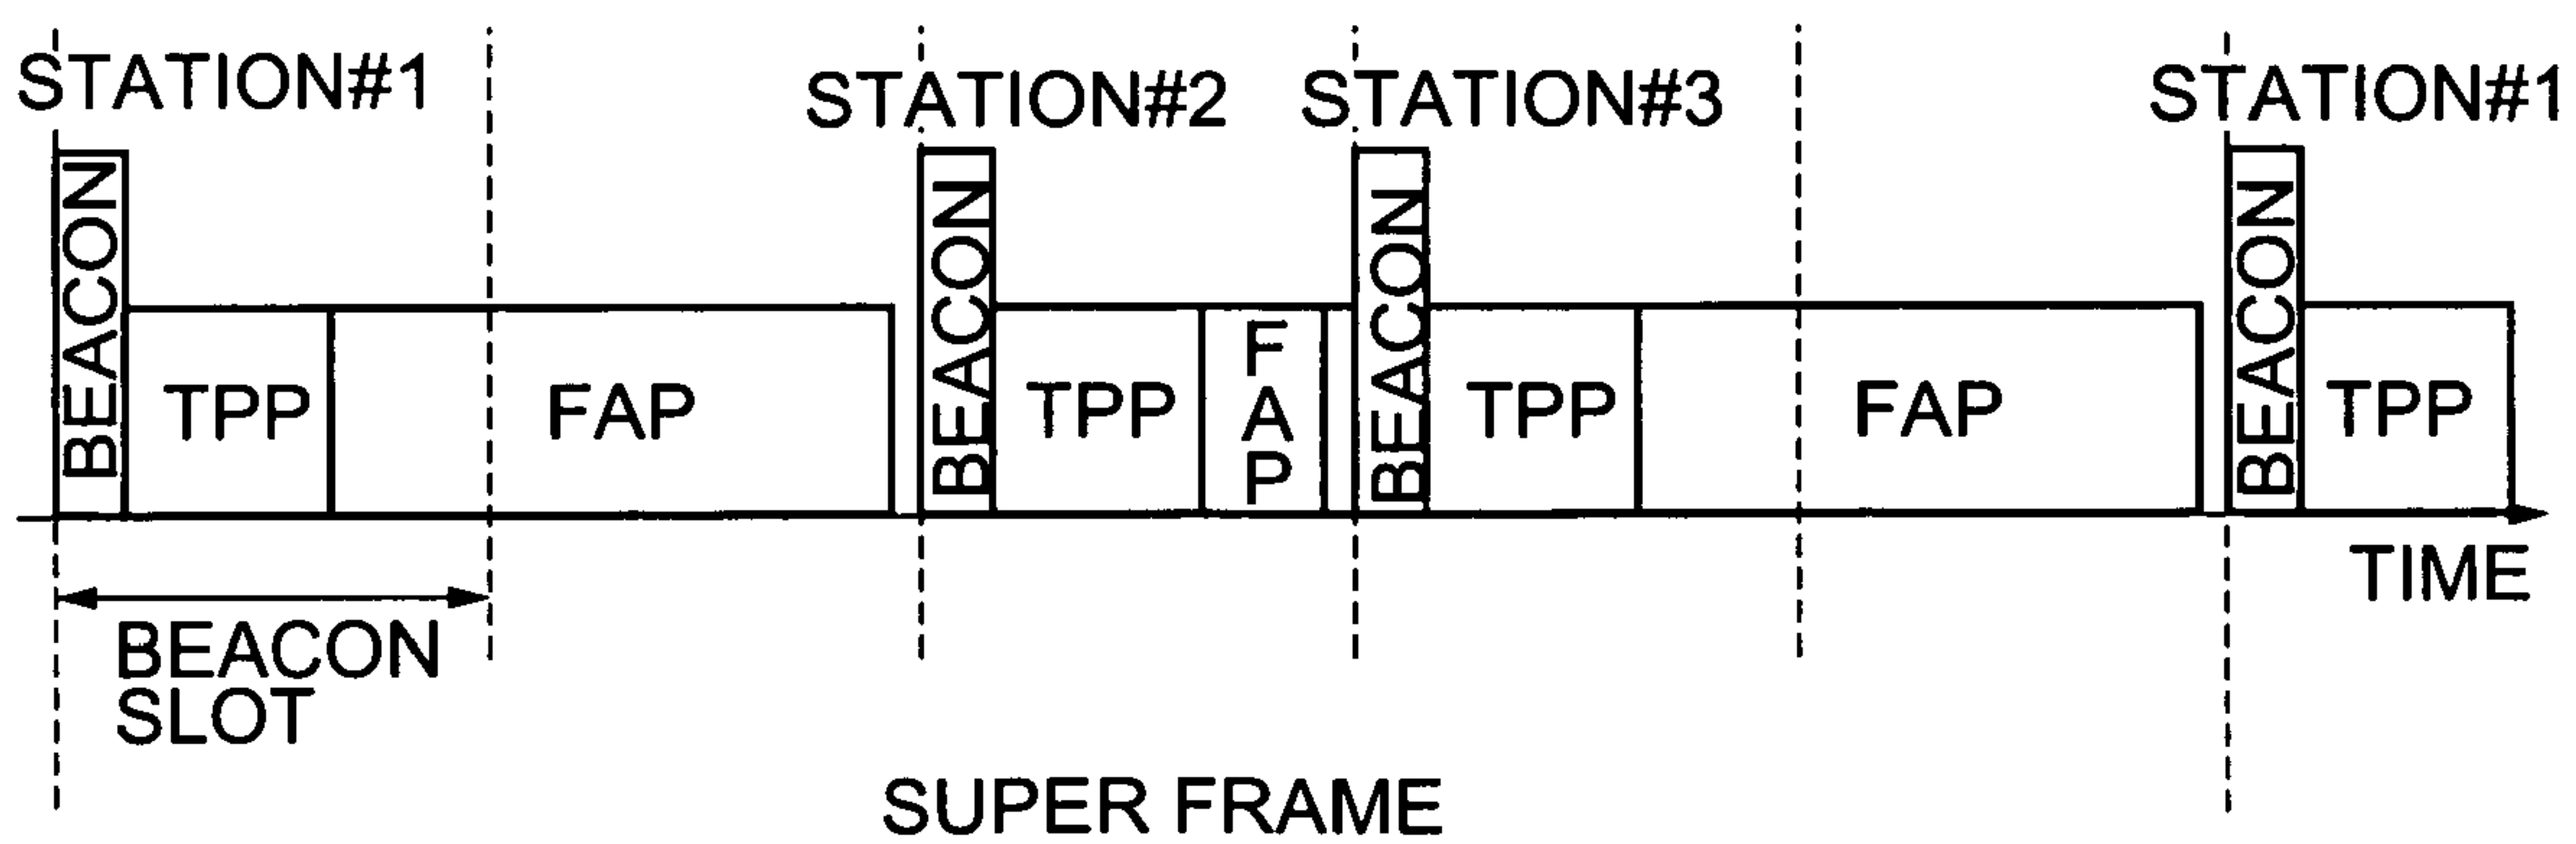 STATION#1
STATION#2
STATION#3
STATION#1
BEACON
TPP
FAP
BEACON
TPP
FAP
BEACON
TPP
FAP
BEACON
TPP
TIME
BEACON
SLOT
SUPER FRAME